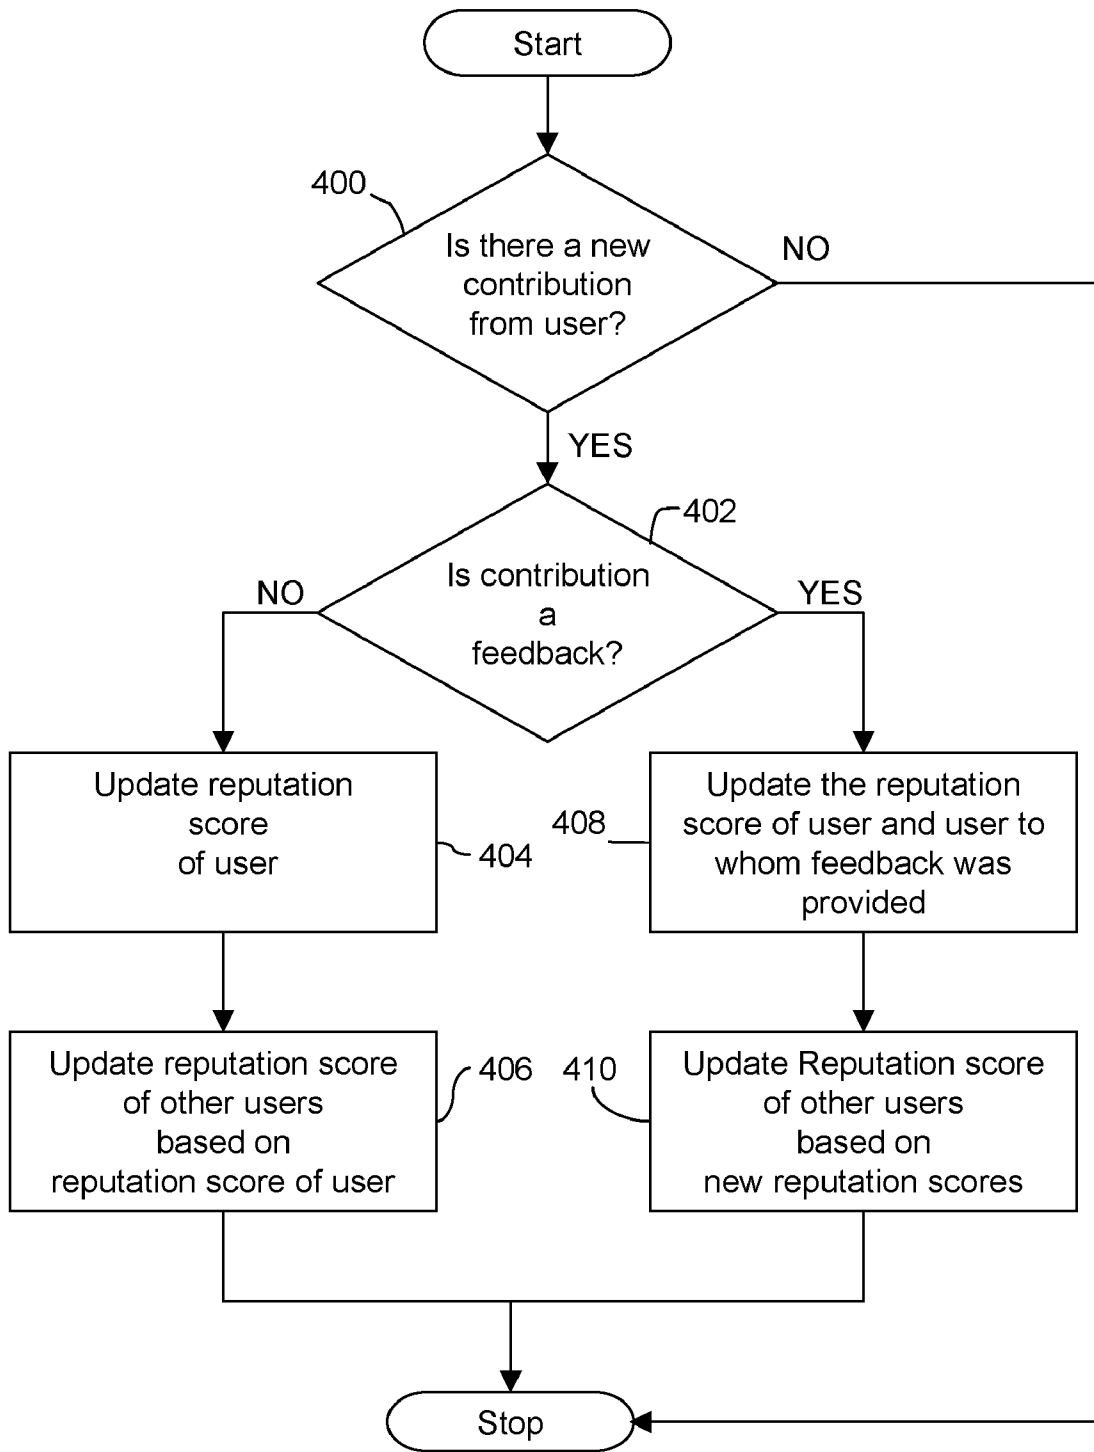 Start
400
Is there a new
contribution
from user?
NO
YES
402
Is contribution
a
feedback?
NO
YES
Update reputation
score
of user
404
408
Update the reputation
score of user and user to
whom feedback was
provided
Update reputation score
of other users
based on
reputation score of user
406
410
Update Reputation score
of other users
based on
new reputation scores
Stop